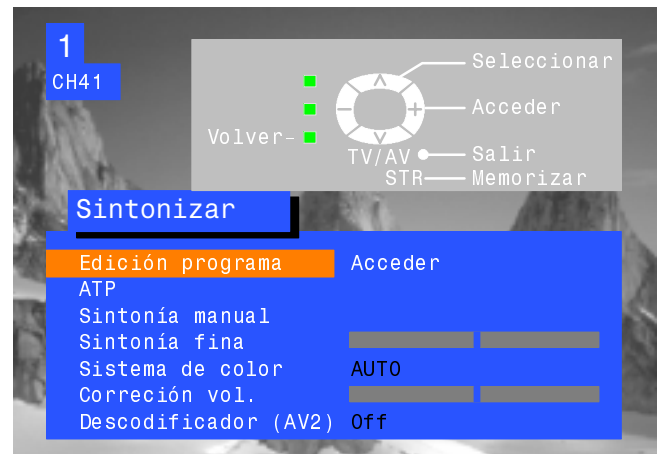 1
CH41
Seleccionar
Acceder
Volver-
TV/AV Salir
STR Memorizar
Sintonizar
Edición programa Acceder
ATP
Sintonía manual
Sintonía fina
Sistema de color AUTO
Correción vol.
Descodificador (AV2) Off